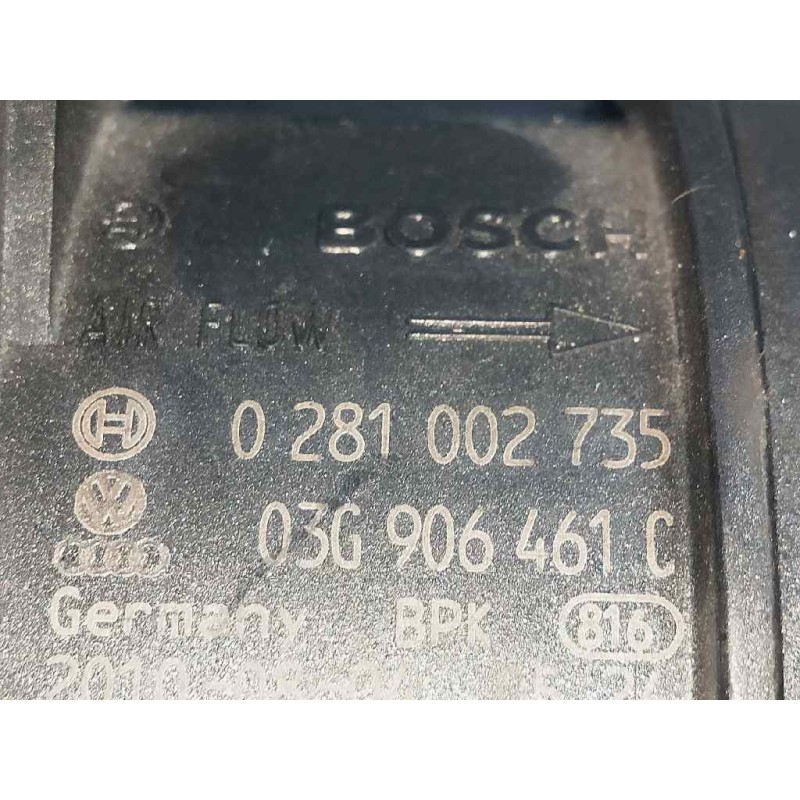 BOSCH
AIR FLOW
0 281 002 735
03G 906 461 C
Germany BPK 816